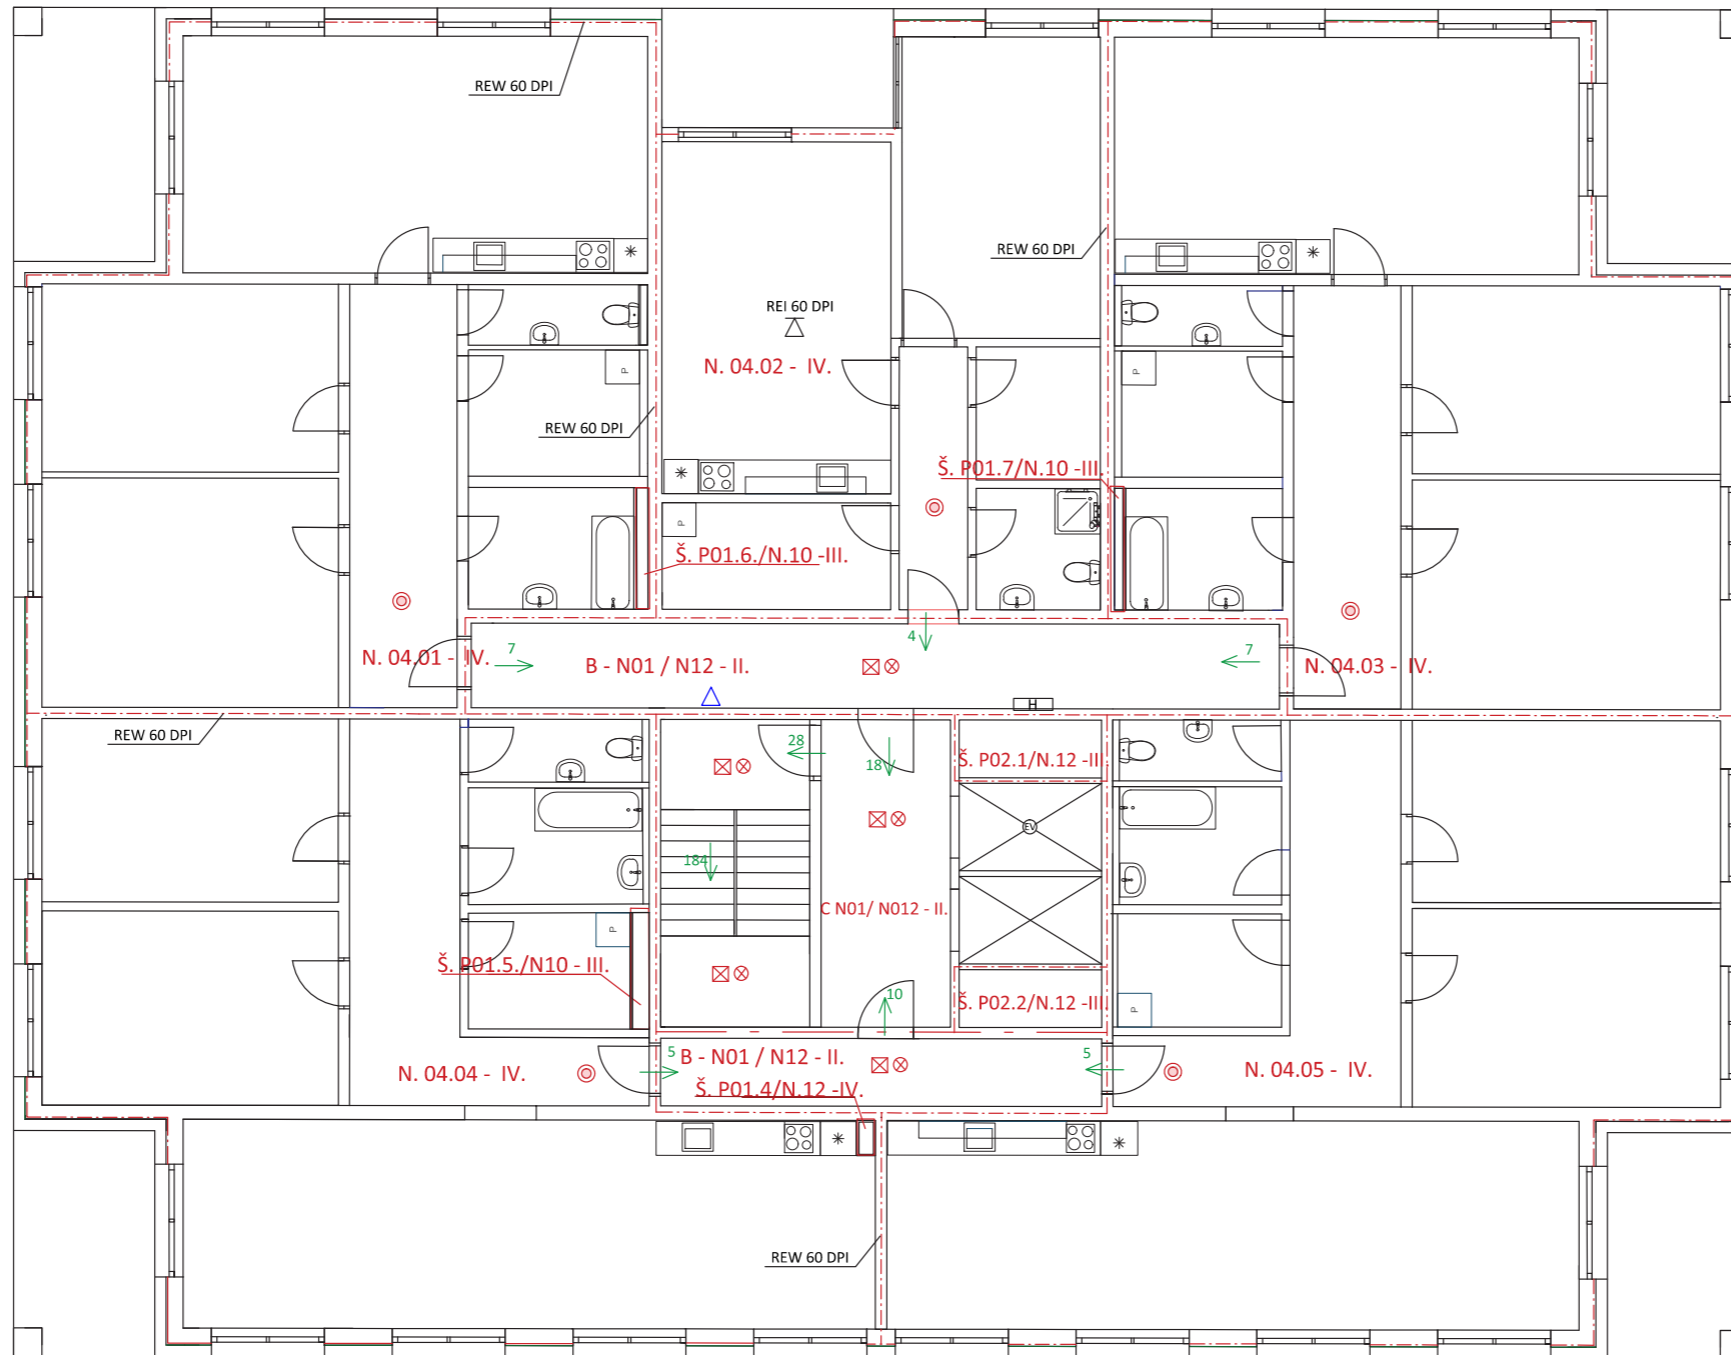 REW 60 DPI
REW 60 DPI
REI 60 DPI
N. 04.02 - IV.
REW 60 DPI
Š. P01.7/N.10 -III.
P
P
P
Š. P01.6./N.10 -III.
4
7
7
N. 04.01 - IV.
B - N01 / N12 - II.
N. 04.03 - IV.
H
REW 60 DPI
28
18
Š. P02.1/N.12 -III.
EV
184
C N01/ N012 - II.
P
Š. P01.5./N10 - III.
10
Š. P02.2/N.12 -III.
P
5
B - N01 / N12 - II.
5
N. 04.04 - IV.
N. 04.05 - IV.
Š. P01.4/N.12 -IV.
REW 60 DPI